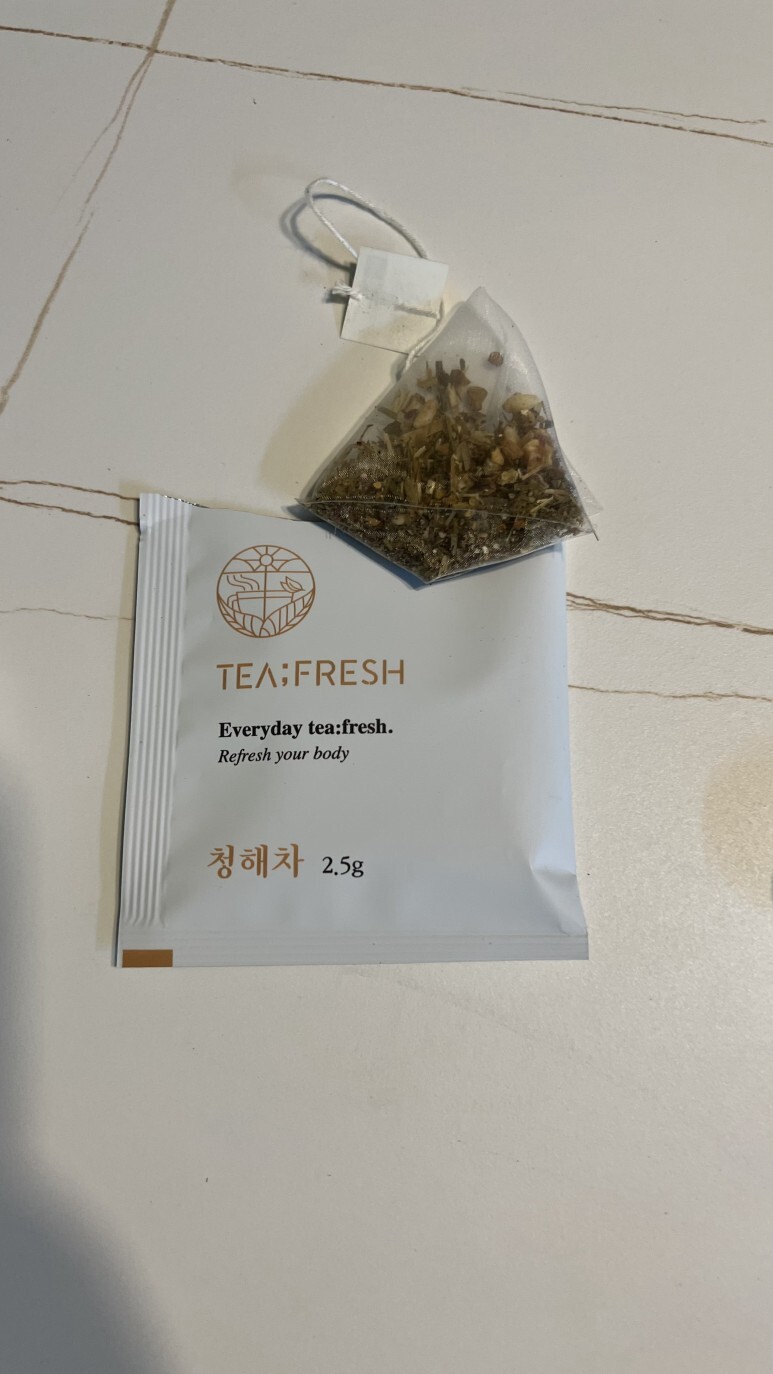 TEA;FRESH
Everyday tea:fresh.
Refresh your body
청해차 2.5g